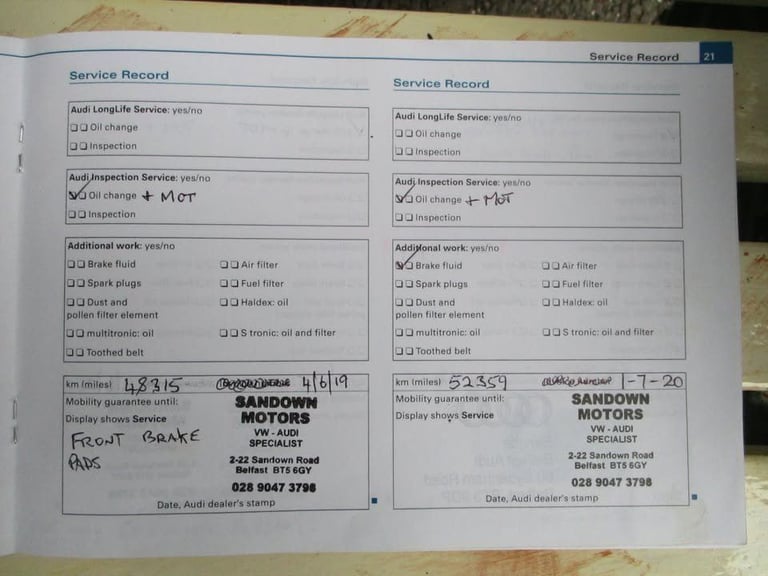 Service Record 21
Service Record
Audi LongLife Service: yes/no
Oil change
Inspection
Audi Inspection Service: yes/no
Oil change + MOT
Inspection
Additional work: yes/no
Brake fluid Air filter
Spark plugs Fuel filter
Dust and Haldex: oil
pollen filter element
multitronic: oil S tronic: oil and filter
Toothed belt
km (miles) 48315 4/6/19
Mobility guarantee until:
Display shows Service
FRONT BRAKE
PADS
SANDOWN
MOTORS
VW - AUDI
SPECIALIST
2-22 Sandown Road
Belfast BT5 6GY
028 9047 3798
Date, Audi dealer's stamp
Service Record
Audi LongLife Service: yes/no
Oil change
Inspection
Audi Inspection Service: yes/no
Oil change + MOT
Inspection
Additional work: yes/no
Brake fluid Air filter
Spark plugs Fuel filter
Dust and Haldex: oil
pollen filter element
multitronic: oil S tronic: oil and filter
Toothed belt
km (miles) 52359 1-7-20
Mobility guarantee until:
Display shows Service
SANDOWN
MOTORS
VW - AUDI
SPECIALIST
2-22 Sandown Road
Belfast BT5 6GY
028 9047 3798
Date, Audi dealer's stamp